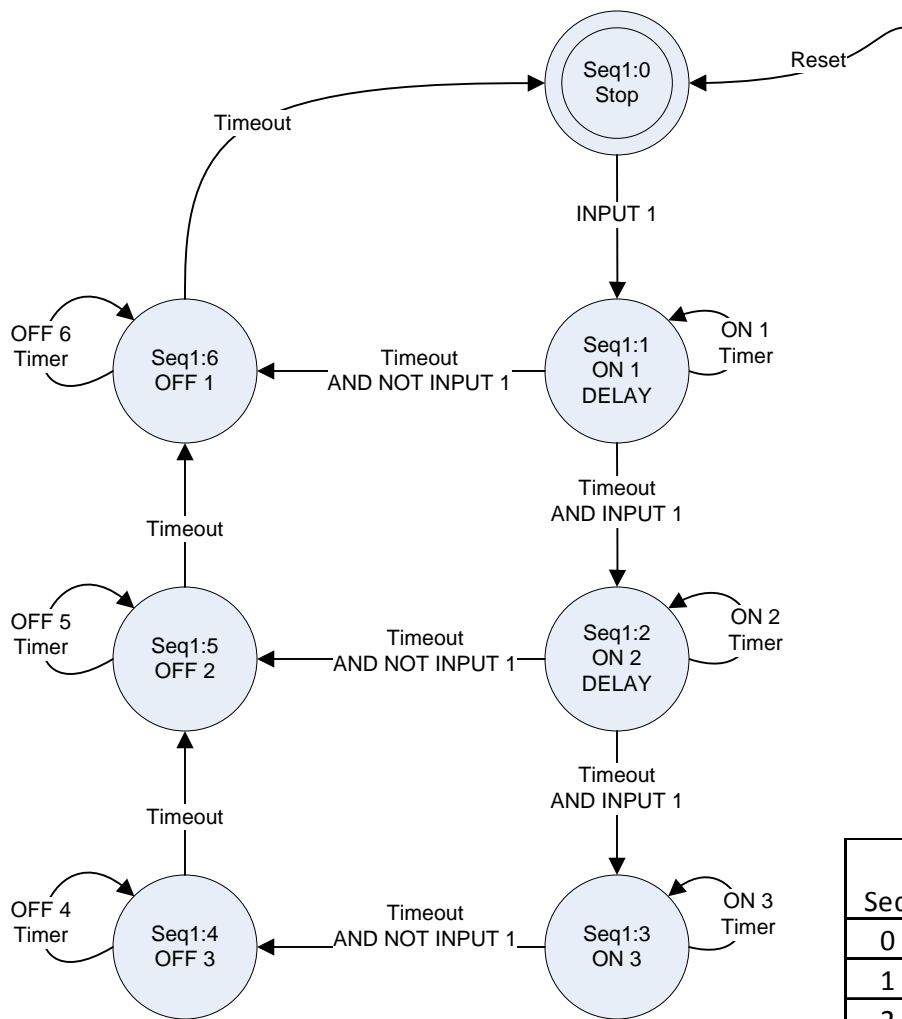 Seq1:0
Stop
Reset
Timeout
INPUT 1
OFF 6
Timer
Seq1:6
OFF 1
Timeout
AND NOT INPUT 1
Seq1:1
ON 1
DELAY
ON 1
Timer
Timeout
AND INPUT 1
Timeout
OFF 5
Timer
Seq1:5
OFF 2
Timeout
AND NOT INPUT 1
Seq1:2
ON 2
DELAY
ON 2
Timer
Timeout
AND INPUT 1
Timeout
OFF 4
Timer
Seq1:4
OFF 3
Timeout
AND NOT INPUT 1
Seq1:3
ON 3
ON 3
Timer
Seq
0
1